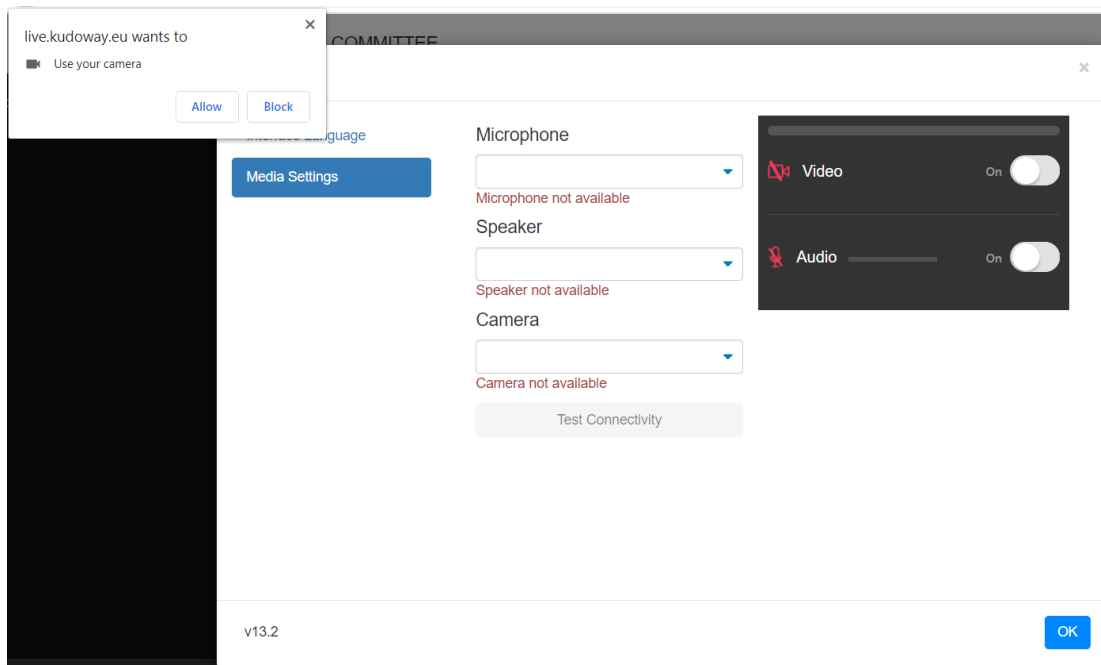 live.kudoway.eu wants to
Use your camera
Allow
Block
COMMITTEE
Language
Media Settings
Microphone
Microphone not available
Speaker
Speaker not available
Camera
Camera not available
Test Connectivity
Video
On
Audio
On
v13.2
OK